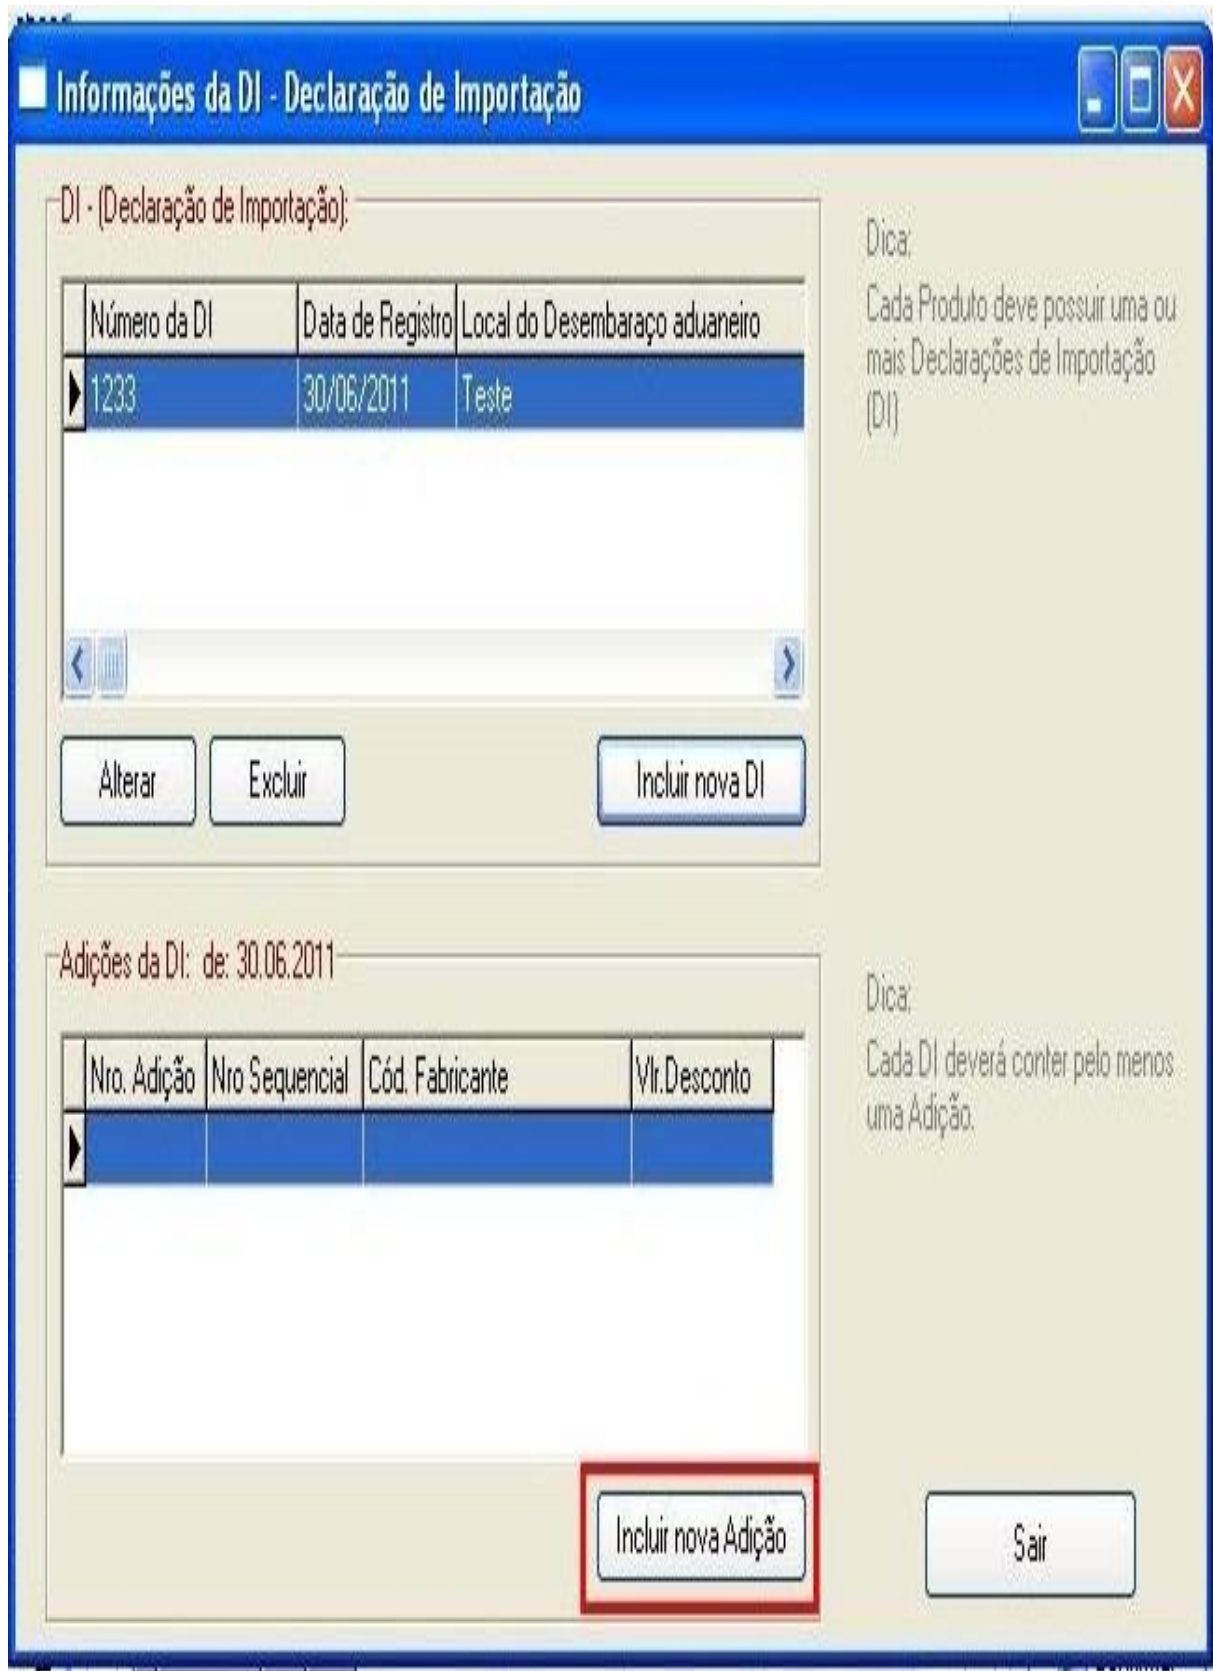 Informações da DI - Declaração de Importação
DI - (Declaração de Importação):
Número da DI Data de Registro Local do Desembaraço aduaneiro
1233 30/06/2011 Teste
Alterar Excluir Incluir nova DI
Dica:
Cada Produto deve possuir uma ou
mais Declarações de Importação
(DI)
Adições da DI: de: 30.06.2011
Nro. Adição Nro Sequencial Cód. Fabricante Vlr.Desconto
Incluir nova Adição
Dica:
Cada DI deverá conter pelo menos
uma Adição.
Sair